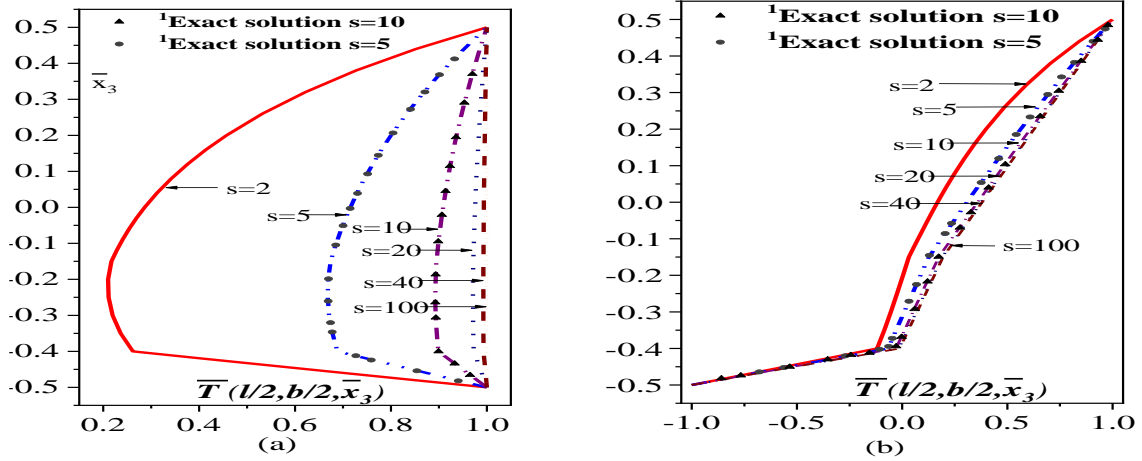 ¹Exact solution s=10
¹Exact solution s=5
x̅₃
0.5
0.4
0.3
0.2
0.1
0.0
-0.1
-0.2
-0.3
-0.4
-0.5
s=2
s=5
s=10
s=20
s=40
s=100
T̅ (l/2,b/2,x̅₃)
0.2 0.4 0.6 0.8 1.0
(a)
¹Exact solution s=10
¹Exact solution s=5
0.5
0.4
0.3
0.2
0.1
0.0
-0.1
-0.2
-0.3
-0.4
-0.5
s=2
s=5
s=10
s=20
s=40
s=100
T̅ (l/2,b/2,x̅₃)
-1.0 -0.5 0.0 0.5 1.0
(b)